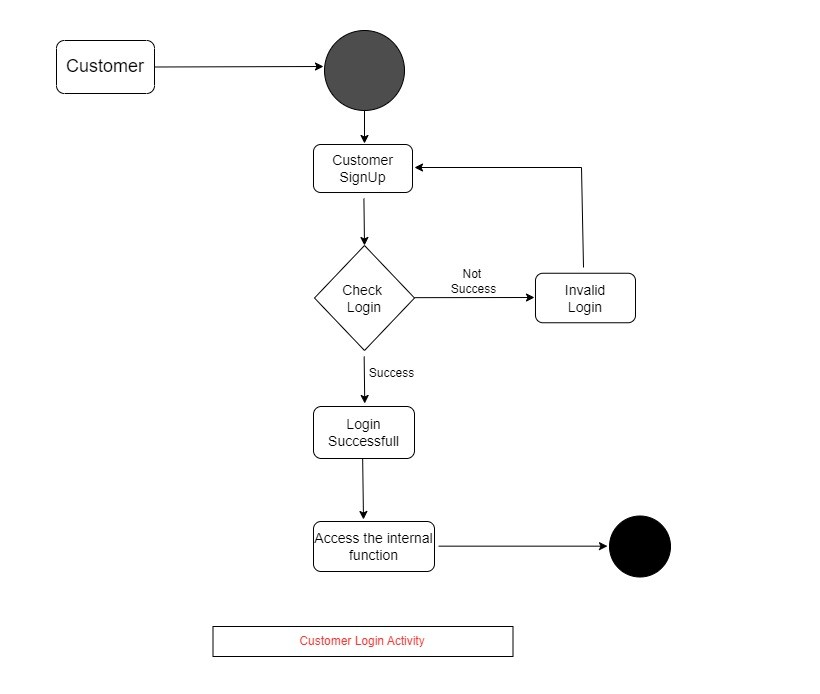 Customer
Customer
SignUp
Check
Login
Not
Success
Invalid
Login
Success
Login
Successfull
Access the internal
function
Customer Login Activity